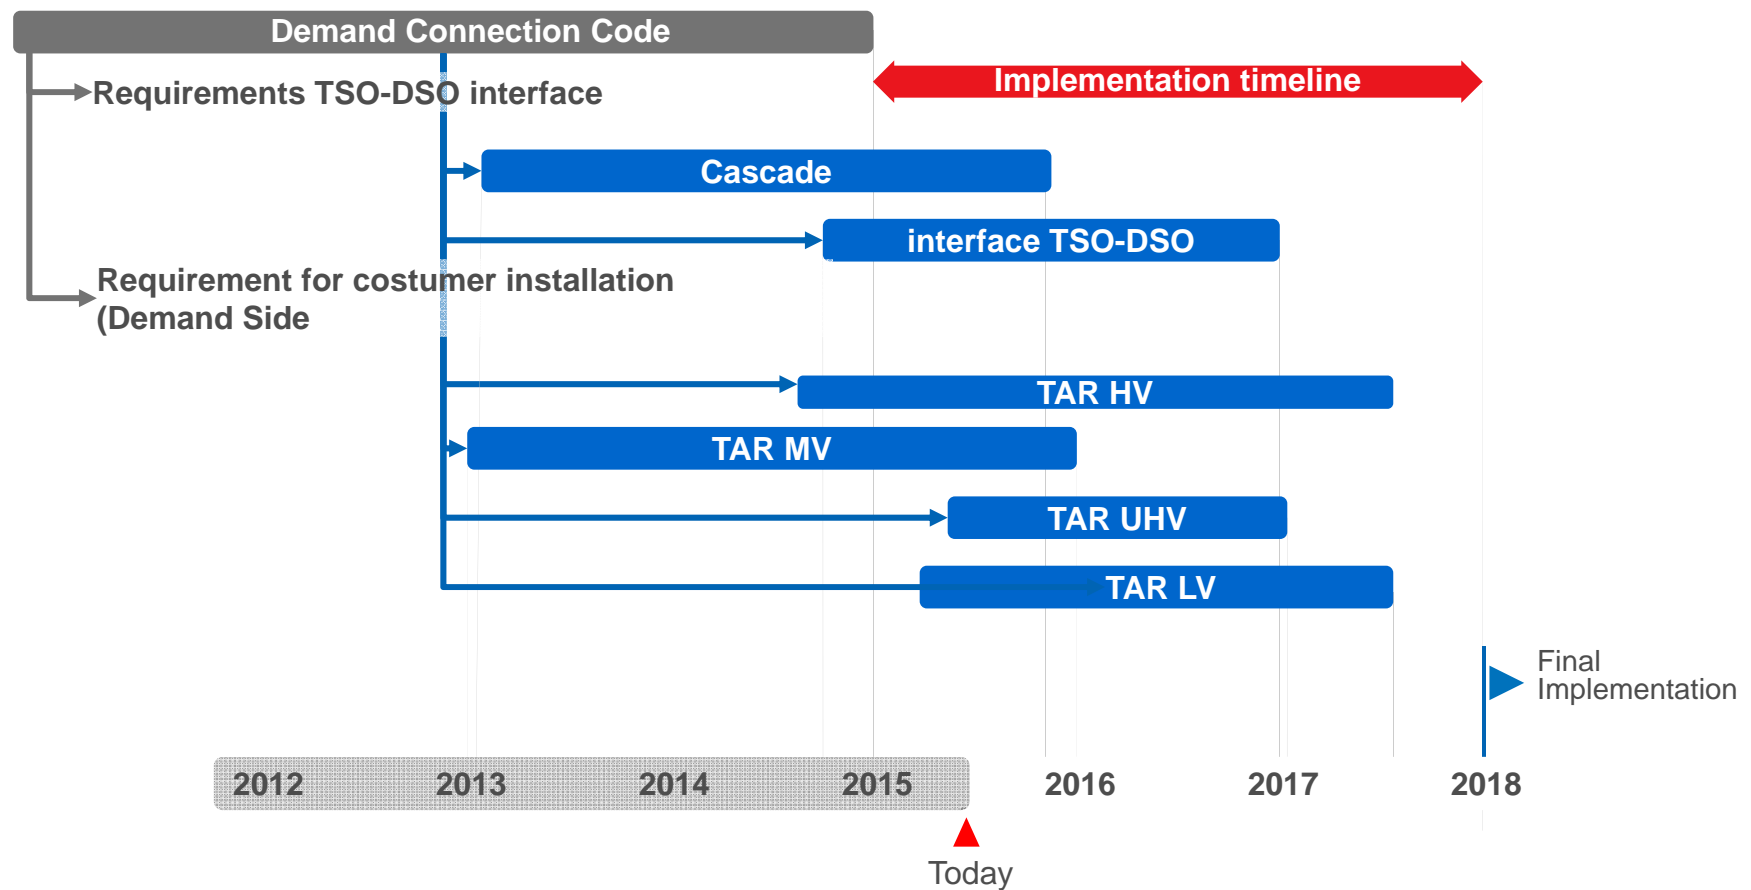 Demand Connection Code
Implementation timeline
Requirements TSO-DSO interface
Cascade
interface TSO-DSO
Requirement for costumer installation
(Demand Side
TAR HV
TAR MV
TAR UHV
TAR LV
Final
Implementation
2012 2013 2014 2015 2016 2017 2018
Today